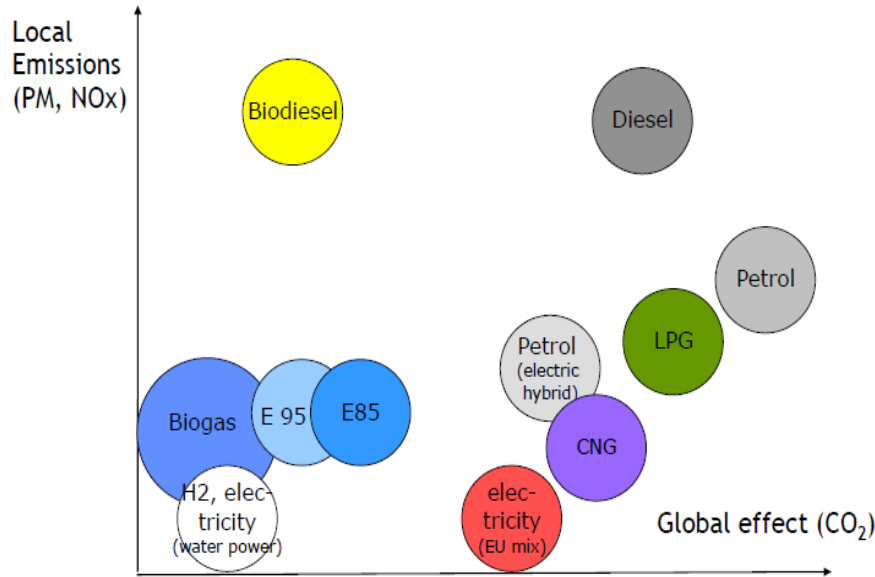 Local
Emissions
(PM, NOx)
Biodiesel
Diesel
Petrol
LPG
Petrol
(electric
hybrid)
Biogas
E 95
E85
CNG
H2, elec-
tricity
(water power)
elec-
tricity
(EU mix)
Global effect (CO₂)